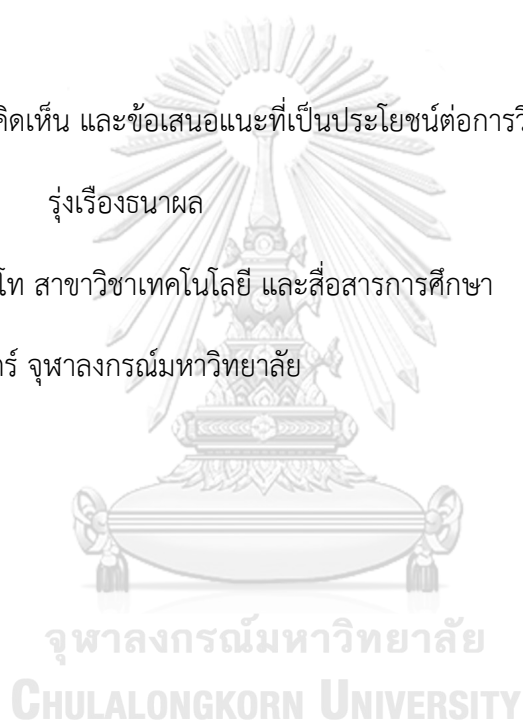 คิดเห็น และข้อเสนอแนะที่เป็นประโยชน์ต่อการวิ
รุ่งเรืองธนาผล
โท สาขาวิชาเทคโนโลยี และสื่อสารการศึกษา
าร์ จุฬาลงกรณ์มหาวิทยาลัย
จุฬาลงกรณ์มหาวิทยาลัย
CHULALONGKORN UNIVERSITY